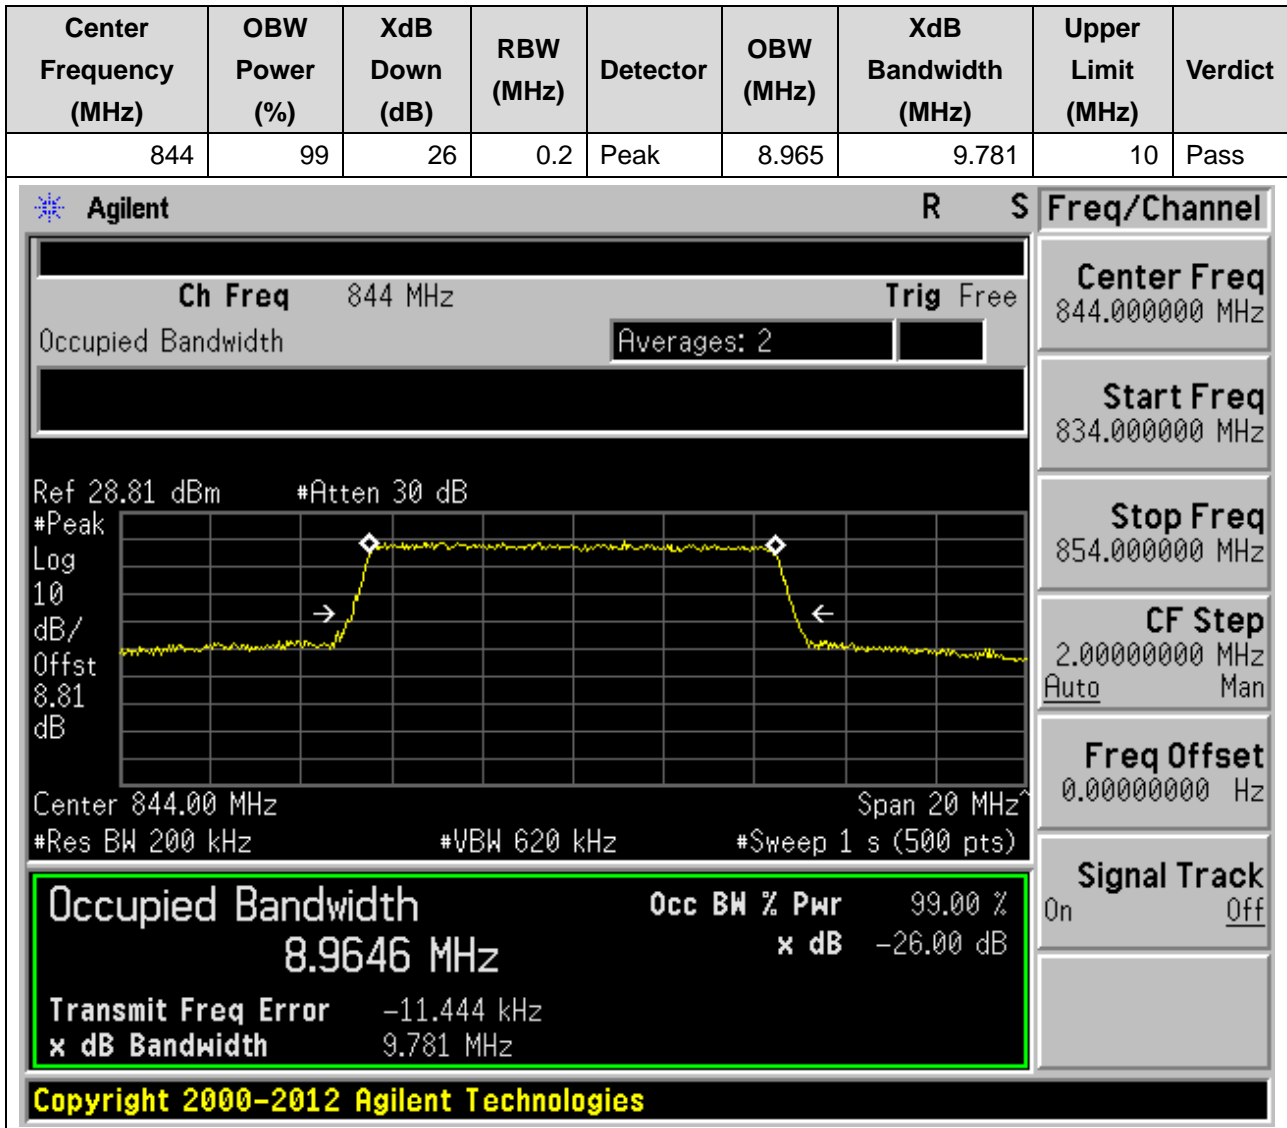 Center Frequency (MHz) OBW Power (%) XdB Down (dB) RBW (MHz) Detector OBW (MHz) XdB Bandwidth (MHz) Upper Limit (MHz) Verdict
844 99 26 0.2 Peak 8.965 9.781 10 Pass
Agilent R S Freq/Channel
Ch Freq 844 MHz Trig Free
Occupied Bandwidth Averages: 2
Center Freq
844.000000 MHz
Start Freq
834.000000 MHz
Stop Freq
854.000000 MHz
CF Step
2.00000000 MHz
Auto Man
Freq Offset
0.00000000 Hz
Signal Track
On Off
Ref 28.81 dBm #Atten 30 dB
#Peak
Log
10
dB/
Offst
8.81
dB
Center 844.00 MHz Span 20 MHz^
#Res BW 200 kHz #VBW 620 kHz #Sweep 1 s (500 pts)
Occupied Bandwidth Occ BW % Pwr 99.00 %
8.9646 MHz x dB -26.00 dB
Transmit Freq Error -11.444 kHz
x dB Bandwidth 9.781 MHz
Copyright 2000-2012 Agilent Technologies